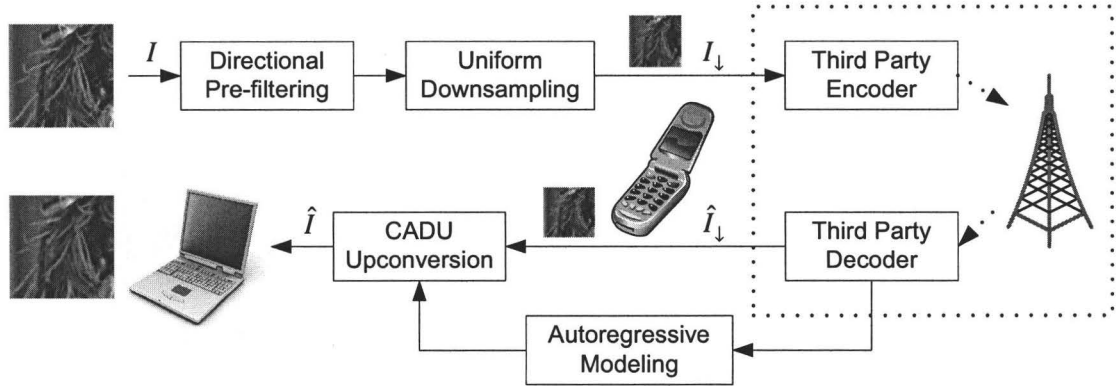 I
Directional
Pre-filtering
Uniform
Downsampling
I↓
Third Party
Encoder
Î
CADU
Upconversion
Î↓
Third Party
Decoder
Autoregressive
Modeling